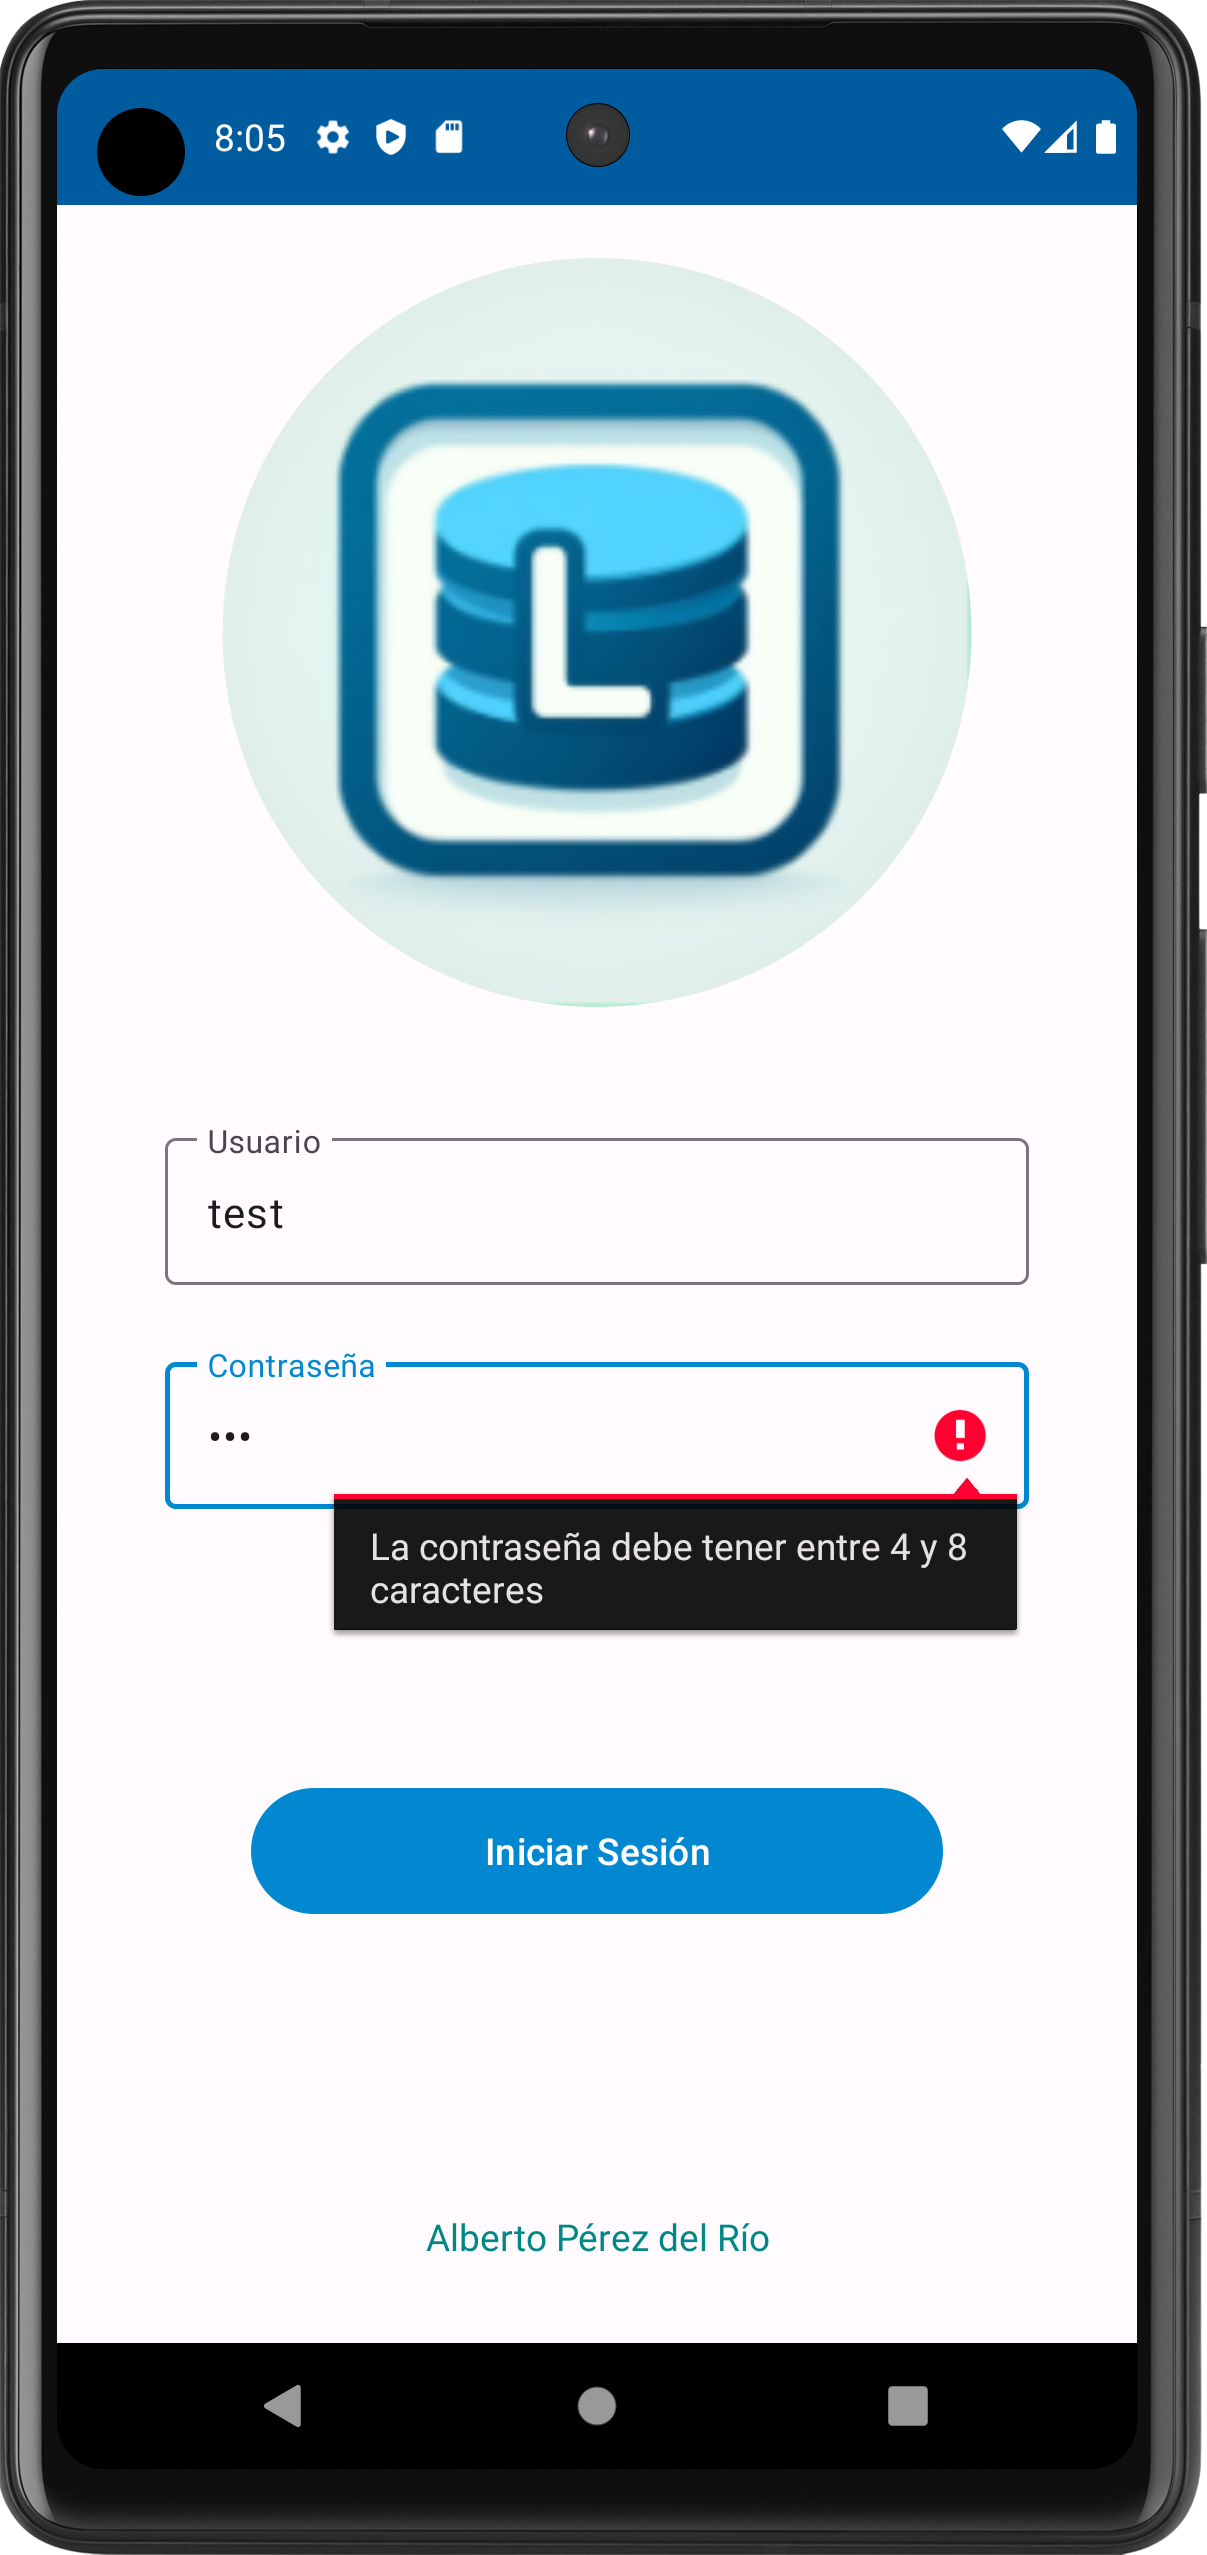 8:05
L
Usuario
test
Contraseña
•••
La contraseña debe tener entre 4 y 8
caracteres
Iniciar Sesión
Alberto Pérez del Río